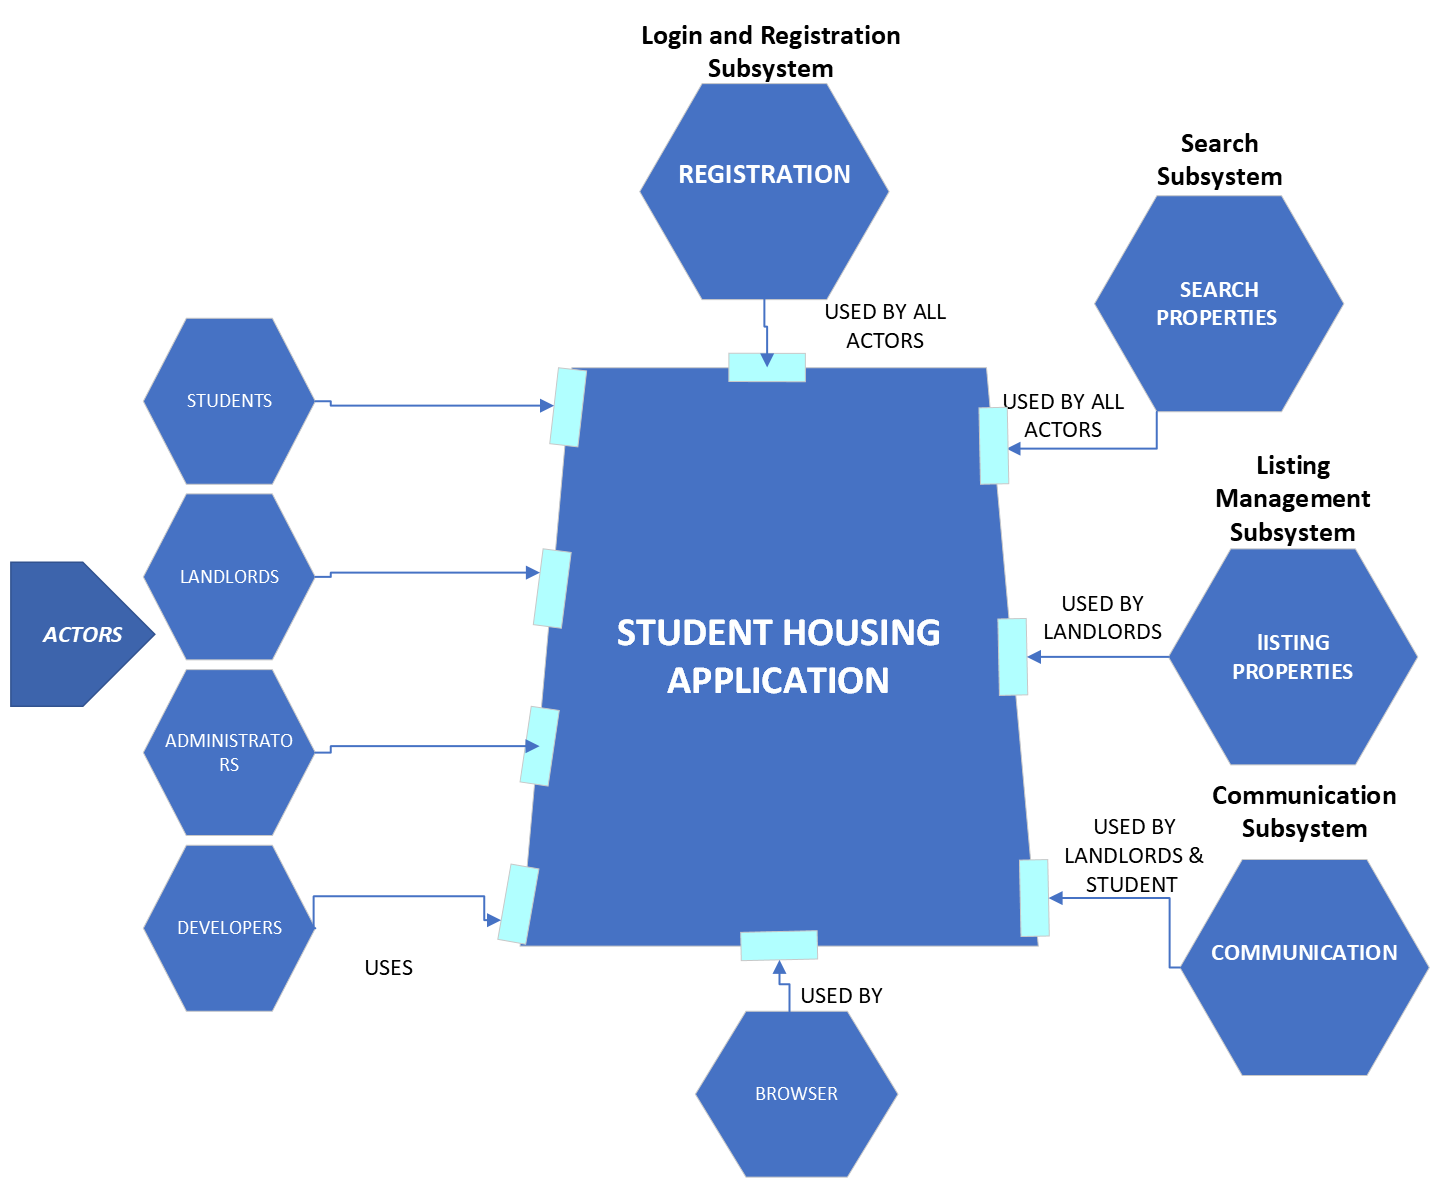 Login and Registration
Subsystem
REGISTRATION
USED BY ALL
ACTORS
Search
Subsystem
SEARCH
PROPERTIES
USED BY ALL
ACTORS
Listing
Management
Subsystem
lISTING
PROPERTIES
USED BY
LANDLORDS
Communication
Subsystem
COMMUNICATION
USED BY
LANDLORDS &
STUDENT
STUDENT HOUSING
APPLICATION
ACTORS
STUDENTS
LANDLORDS
ADMINISTRATO
RS
DEVELOPERS
USES
USED BY
BROWSER